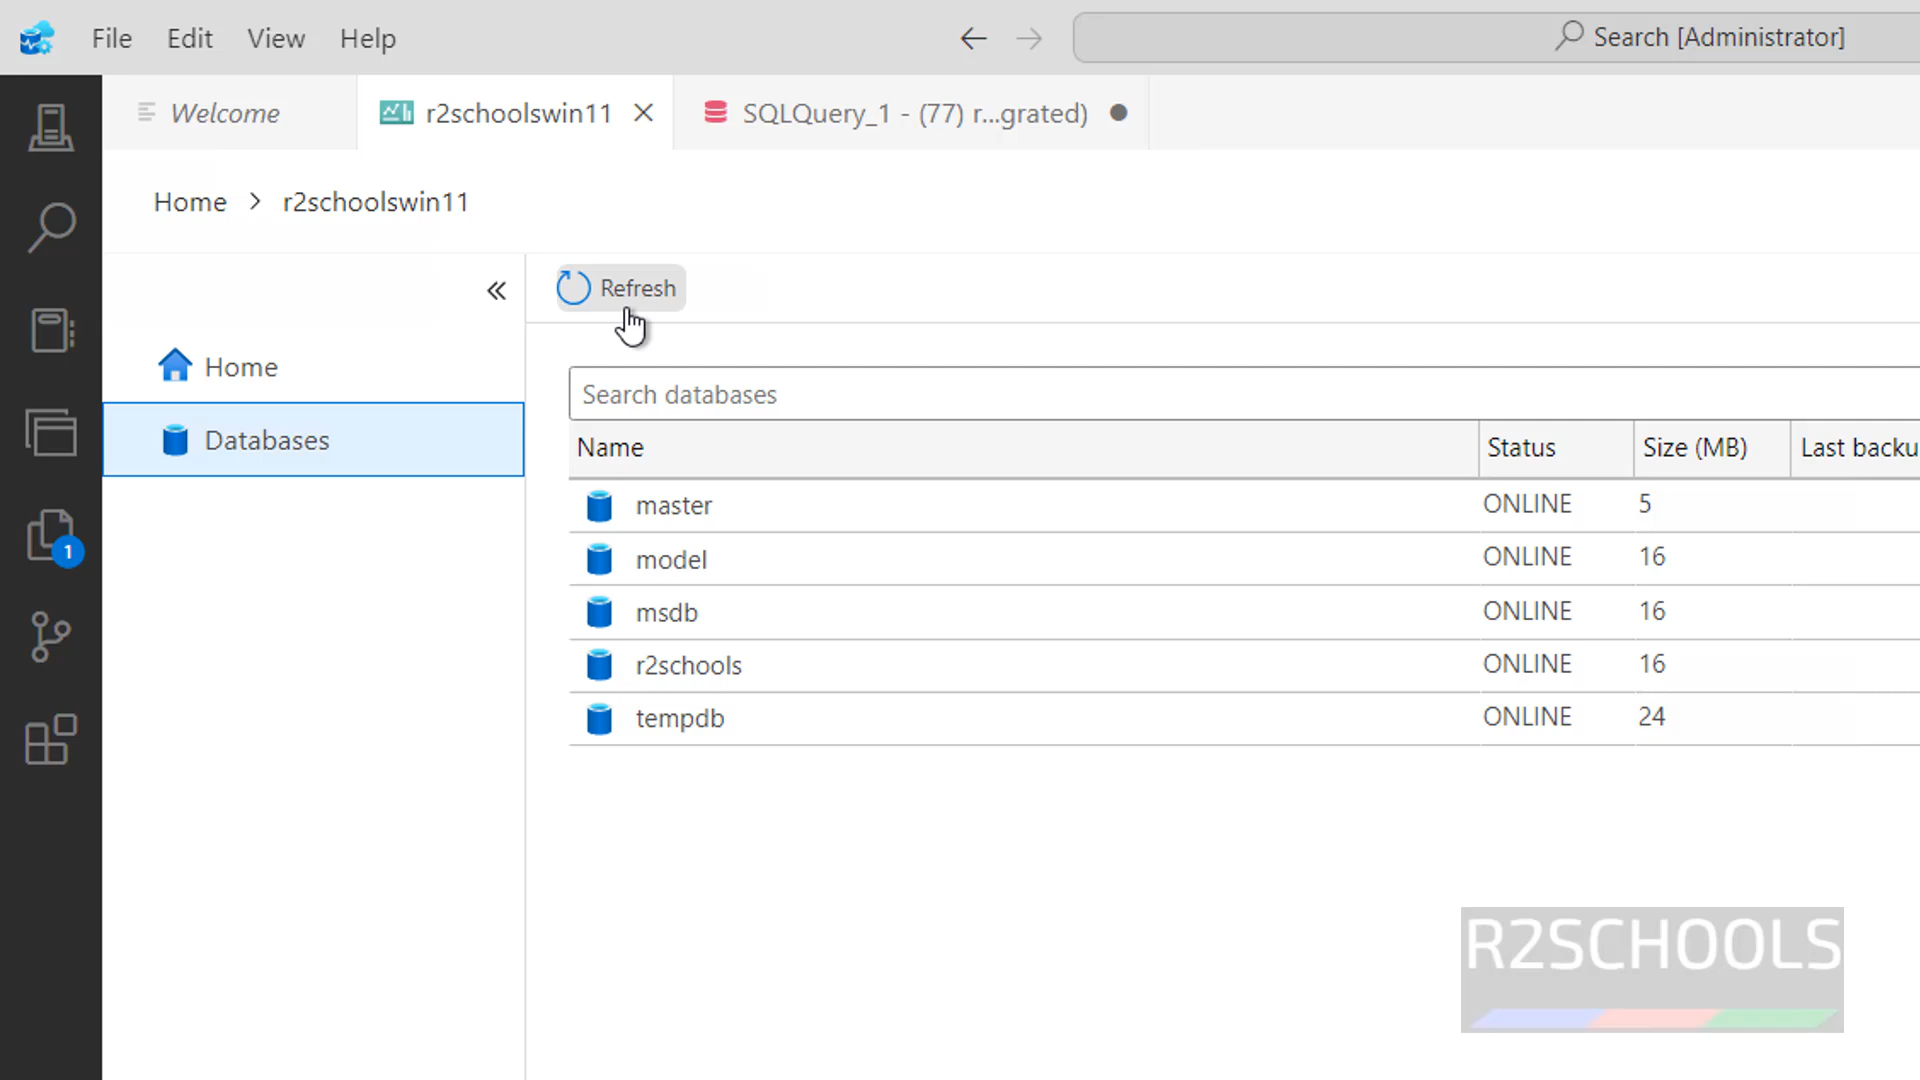 File Edit View Help Search [Administrator]
Welcome r2schoolswin11 SQLQuery_1 - (77) r...grated)
Home > r2schoolswin11
« Refresh
Home
Databases
1
Search databases
Name Status Size (MB) Last backu
master ONLINE 5
model ONLINE 16
msdb ONLINE 16
r2schools ONLINE 16
tempdb ONLINE 24
R2SCHOOLS